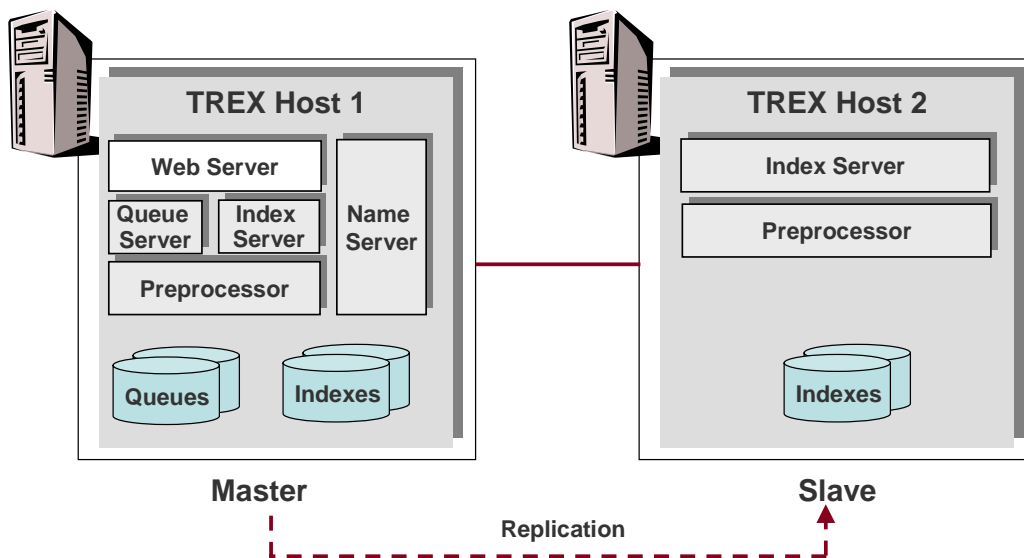 TREX Host 1
Web Server
Queue
Server
Index
Server
Name
Server
Preprocessor
Queues
Indexes
Master
TREX Host 2
Index Server
Preprocessor
Indexes
Slave
Replication